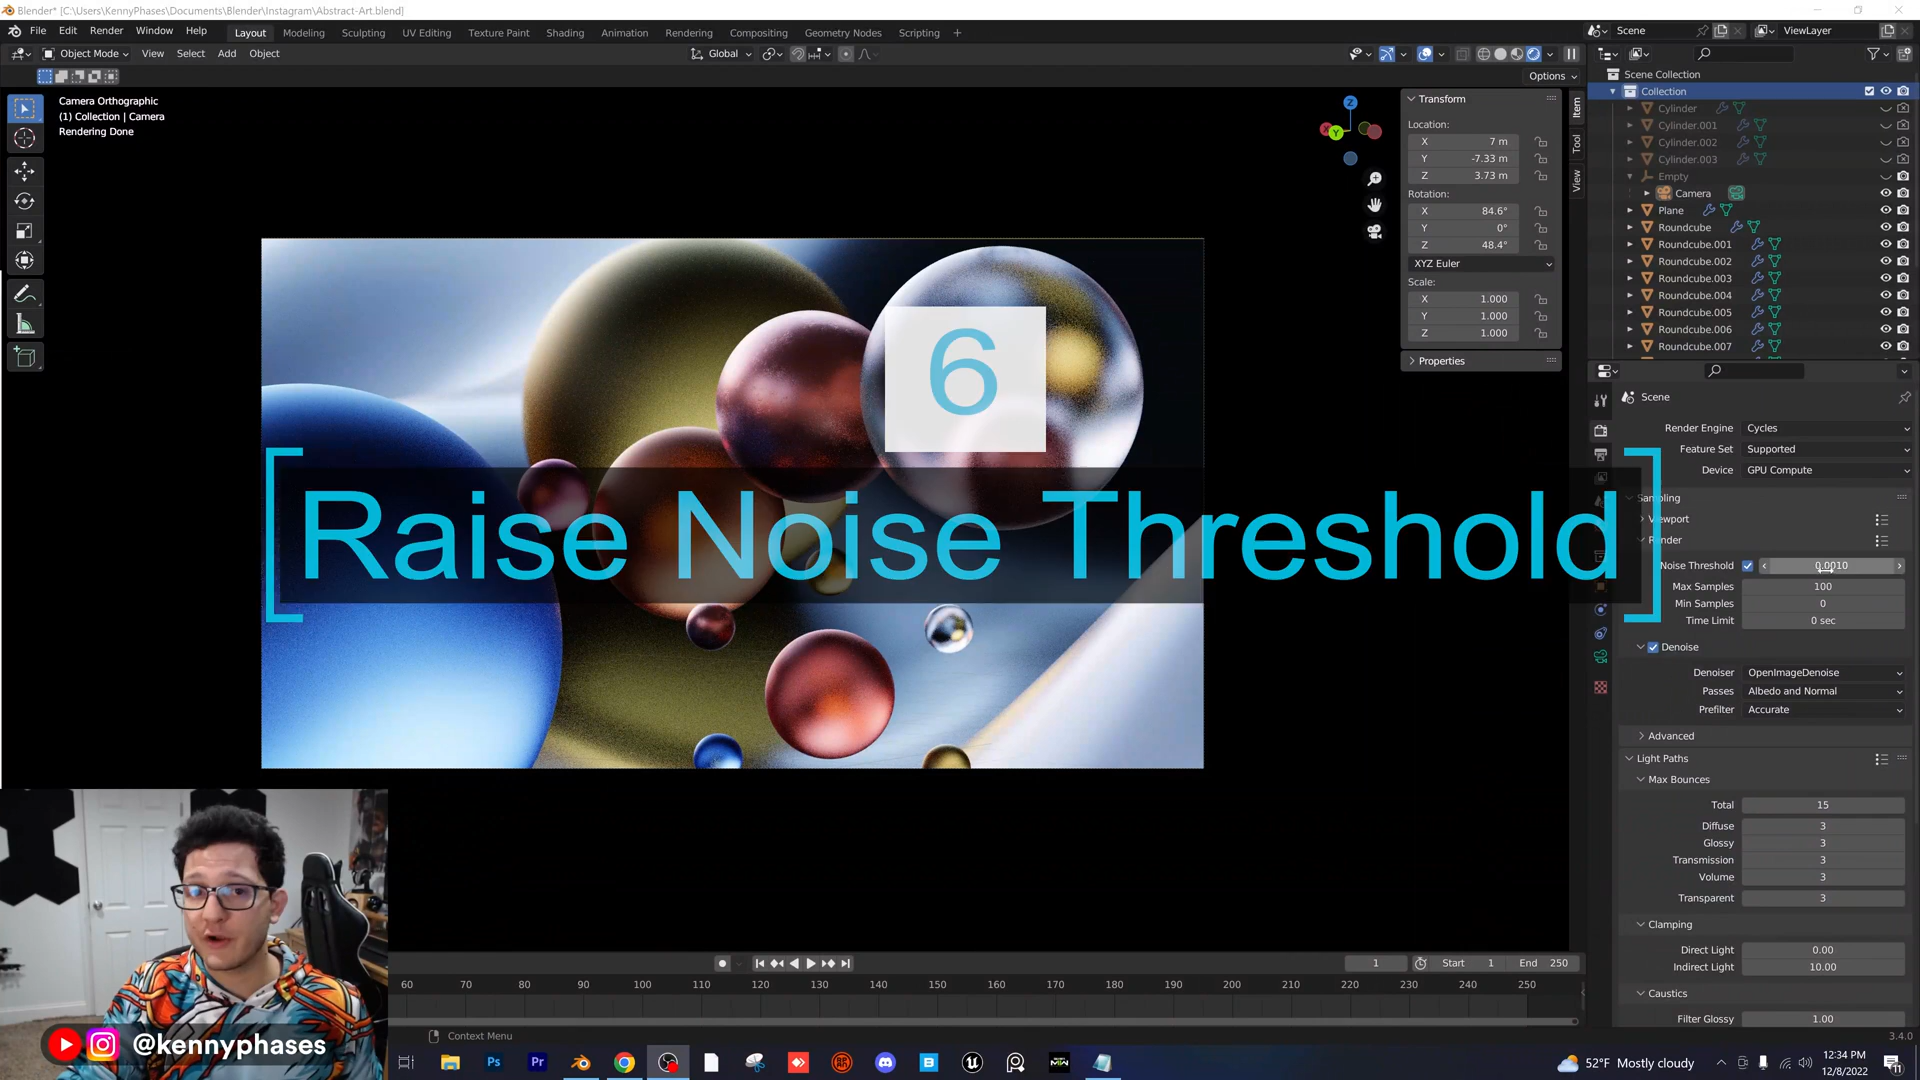 Blender* [C:\Users\KennyPhases\Documents\Blender\Instagram\Abstract-Art.blend]
File Edit Render Window Help
Layout Modeling Sculpting UV Editing Texture Paint Shading Animation Rendering Compositing Geometry Nodes Scripting +
Scene
ViewLayer
Object Mode View Select Add Object
Global
Options
Camera Orthographic
(1) Collection | Camera
Rendering Done
Z
X
Y
Transform
Location:
X 7 m
Y -7.33 m
Z 3.73 m
Rotation:
X 84.6°
Y 0°
Z 48.4°
XYZ Euler
Scale:
X 1.000
Y 1.000
Z 1.000
Properties
Item
Tool
View
Scene Collection
Collection
Cylinder
Cylinder.001
Cylinder.002
Cylinder.003
Empty
Camera
Plane
Roundcube
Roundcube.001
Roundcube.002
Roundcube.003
Roundcube.004
Roundcube.005
Roundcube.006
Roundcube.007
Scene
Render Engine Cycles
Feature Set Supported
Device GPU Compute
Sampling
Viewport
Render
Noise Threshold 0.0010
Max Samples 100
Min Samples 0
Time Limit 0 sec
Denoise
Denoiser OpenImageDenoise
Passes Albedo and Normal
Prefilter Accurate
Advanced
Light Paths
Max Bounces
Total 15
Diffuse 3
Glossy 3
Transmission 3
Volume 3
Transparent 3
Clamping
Direct Light 0.00
Indirect Light 10.00
Caustics
Filter Glossy 1.00
6
Raise Noise Threshold
1 Start 1 End 250
60 70 80 90 100 110 120 130 140 150 160 170 180 190 200 210 220 230 240 250
Context Menu
3.4.0
@kennyphases
Ps
Pr
52°F Mostly cloudy
12:34 PM
12/8/2022
11